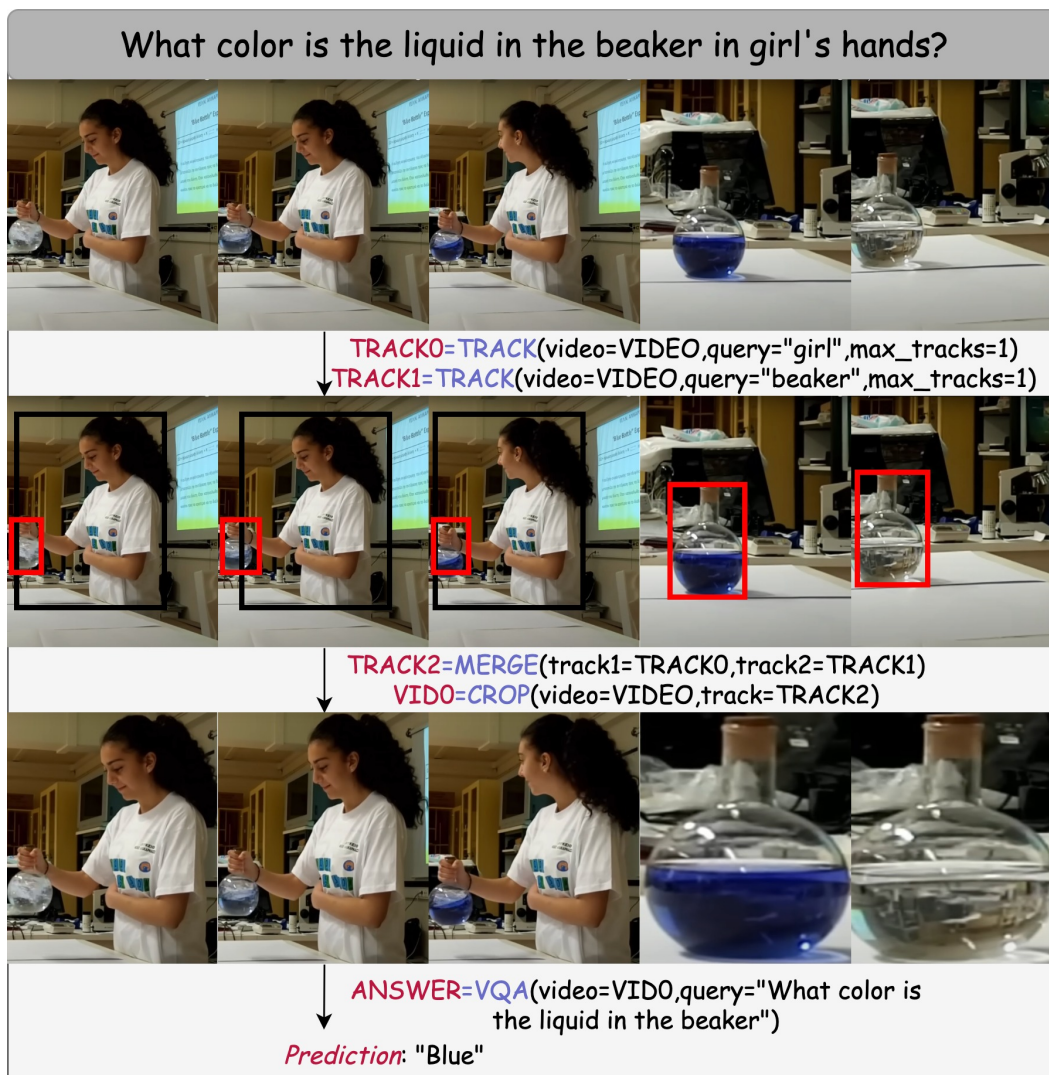 What color is the liquid in the beaker in girl's hands?
TRACK0=TRACK(video=VIDEO,query="girl",max_tracks=1)
TRACK1=TRACK(video=VIDEO,query="beaker",max_tracks=1)
TRACK2=MERGE(track1=TRACK0,track2=TRACK1)
VID0=CROP(video=VIDEO,track=TRACK2)
ANSWER=VQA(video=VID0,query="What color is
the liquid in the beaker")
Prediction: "Blue"